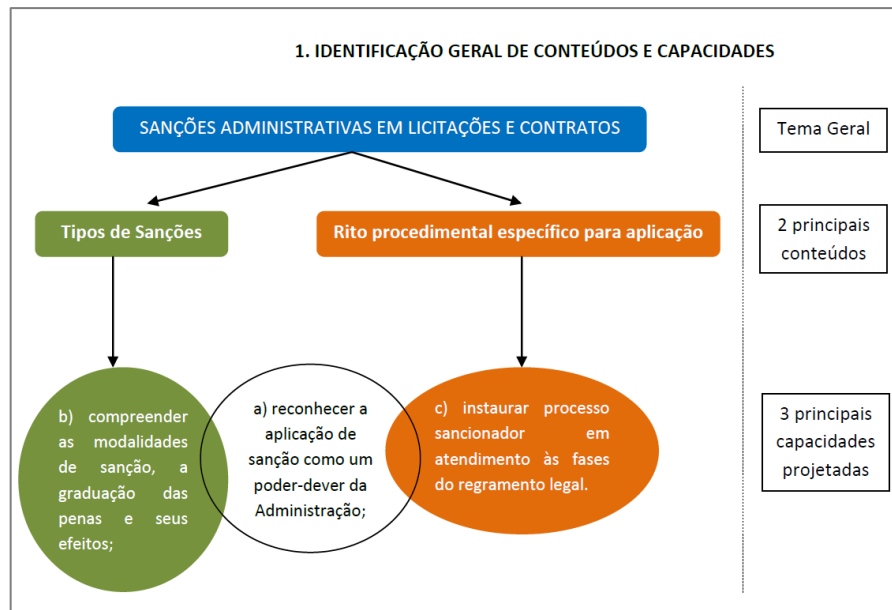 1. IDENTIFICAÇÃO GERAL DE CONTEÚDOS E CAPACIDADES
SANÇÕES ADMINISTRATIVAS EM LICITAÇÕES E CONTRATOS
Tema Geral
Tipos de Sanções
Rito procedimental específico para aplicação
2 principais
conteúdos
b) compreender
as modalidades
de sanção, a
graduação das
penas e seus
efeitos;
a) reconhecer a
aplicação de
sanção como um
poder-dever da
Administração;
c) instaurar processo
sancionador em
atendimento às fases
do regramento legal.
3 principais
capacidades
projetadas